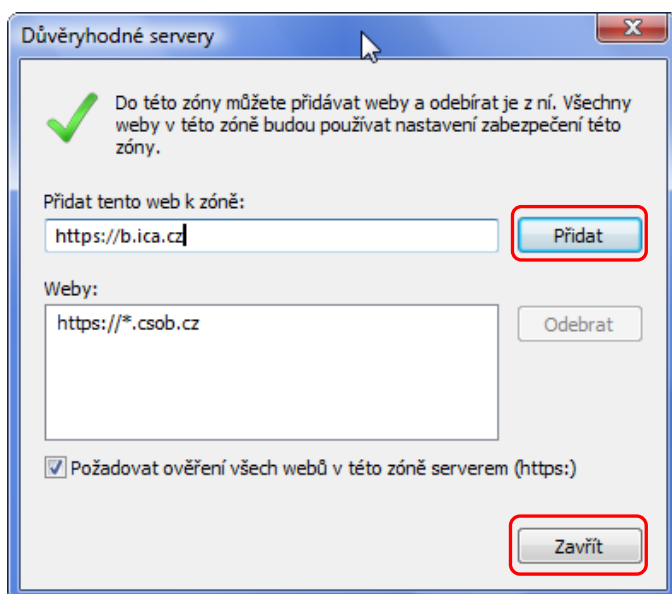 Důvěryhodné servery
Do této zóny můžete přidávat weby a odebírat je z ní. Všechny
weby v této zóně budou používat nastavení zabezpečení této
zóny.
Přidat tento web k zóně:
https://b.ica.cz
Přidat
Weby:
https://*.csob.cz
Odebrat
Požadovat ověření všech webů v této zóně serverem (https:)
Zavřít